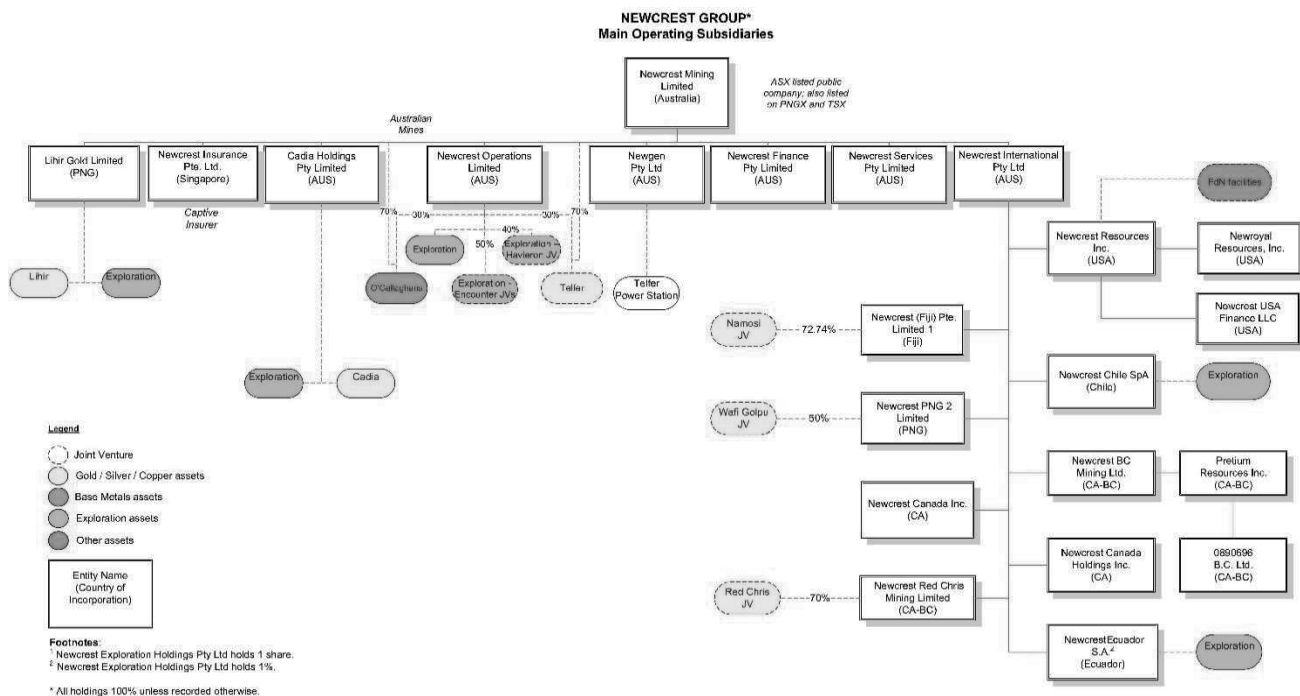 NEWCREST GROUP*
Main Operating Subsidiaries
Newcrest Mining
Limited
(Australia)
ASX listed public
company; also listed
on PNGX and TSX
Australian
Mines
Lihir Gold Limited
(PNG)
Newcrest Insurance
Pte. Ltd.
(Singapore)
Cadia Holdings
Pty Limited
(AUS)
Newcrest Operations
Limited
(AUS)
Newgen
Pty Ltd
(AUS)
Newcrest Finance
Pty Limited
(AUS)
Newcrest Services
Pty Limited
(AUS)
Newcrest International
Pty Ltd
(AUS)
Captive
Insurer
70%
30%
30%
70%
40%
50%
Lihir
Exploration
Exploration
Exploration –
Havieron JV
O'Callaghans
Exploration -
Encounter JVs
Telfer
Telfer
Power Station
Exploration
Cadia
FdN facilities
Newcrest Resources
Inc.
(USA)
Newroyal
Resources, Inc.
(USA)
Newcrest USA
Finance LLC
(USA)
Namosi
JV
72.74%
Newcrest (Fiji) Pte.
Limited 1
(Fiji)
Newcrest Chile SpA
(Chile)
Exploration
Wafi Golpu
JV
50%
Newcrest PNG 2
Limited
(PNG)
Newcrest BC
Mining Ltd.
(CA-BC)
Pretium
Resources Inc.
(CA-BC)
Newcrest Canada Inc.
(CA)
Newcrest Canada
Holdings Inc.
(CA)
0890696
B.C. Ltd.
(CA-BC)
Red Chris
JV
70%
Newcrest Red Chris
Mining Limited
(CA-BC)
Newcrest Ecuador
S.A.²
(Ecuador)
Exploration
Legend
Joint Venture
Gold / Silver / Copper assets
Base Metals assets
Exploration assets
Other assets
Entity Name
(Country of
Incorporation)
Footnotes:
¹ Newcrest Exploration Holdings Pty Ltd holds 1 share.
² Newcrest Exploration Holdings Pty Ltd holds 1%.
* All holdings 100% unless recorded otherwise.